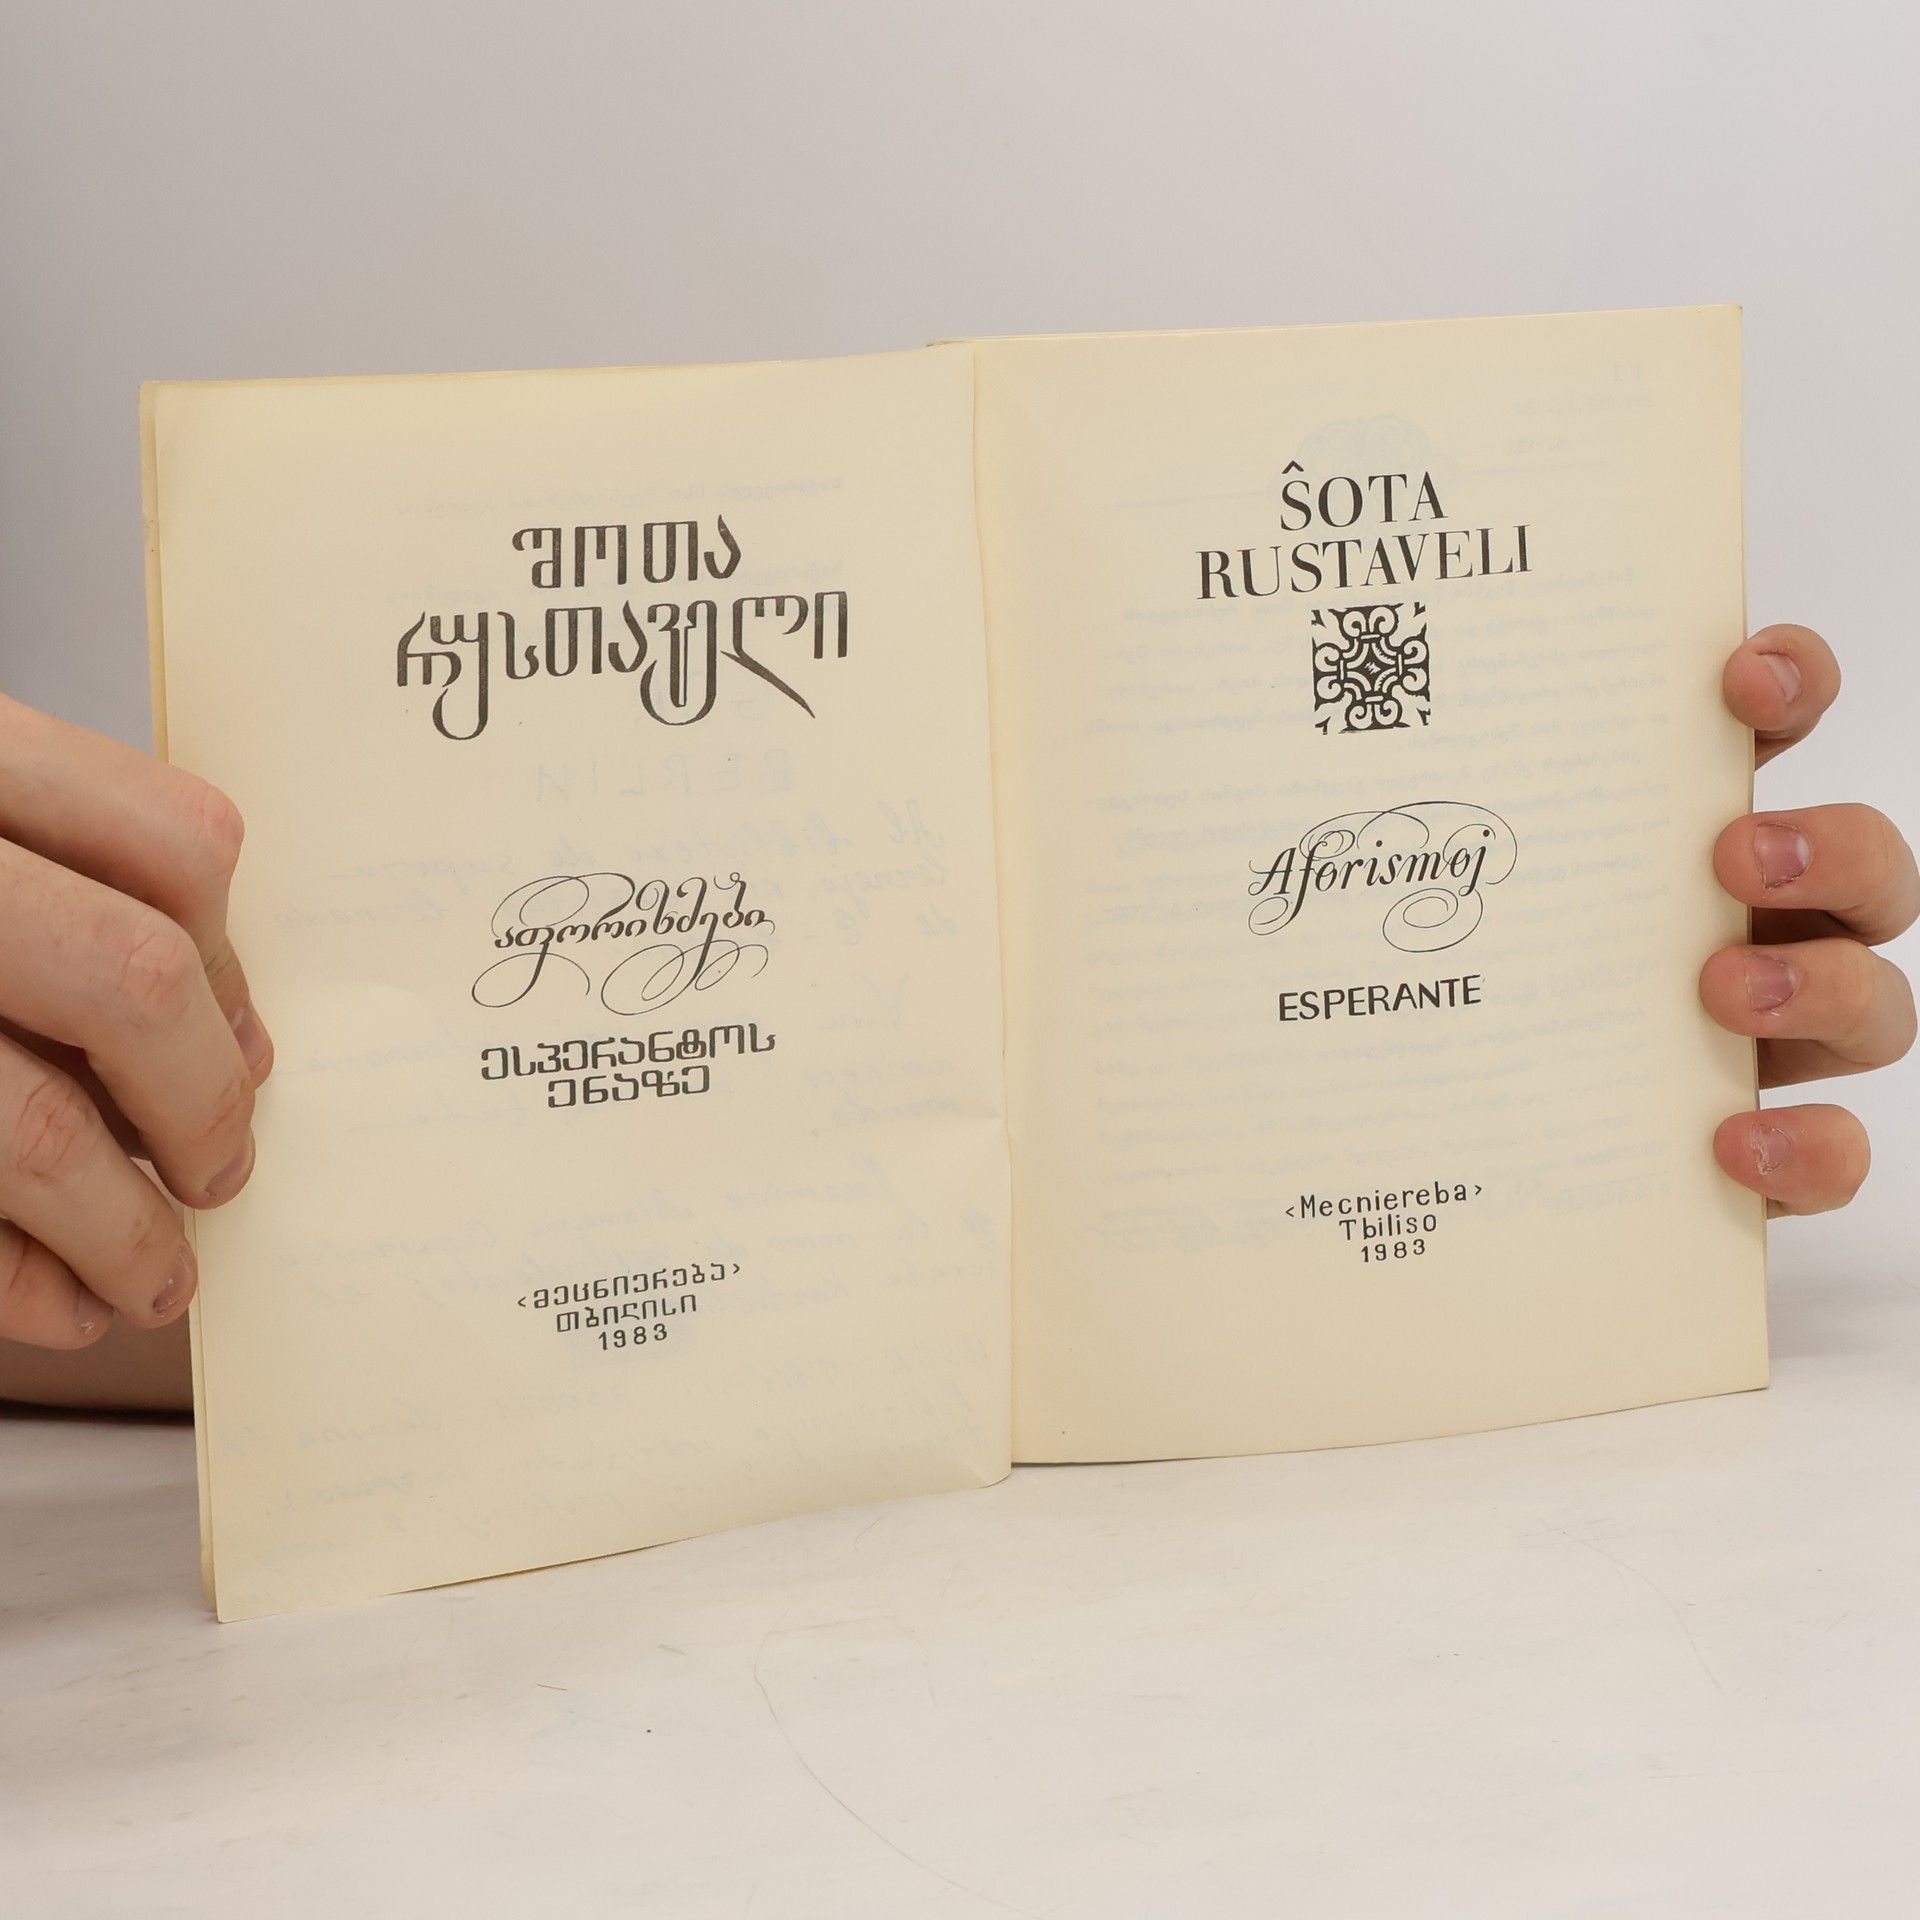 შოთა
რუსთაველი
აფორიზმები
ესპერანტოს
ენაზე
‹მეცნიერება›
თბილისი
1983
ŜOTA
RUSTAVELI
Aforismoj
ESPERANTE
‹Mecniereba›
Tbiliso
1983